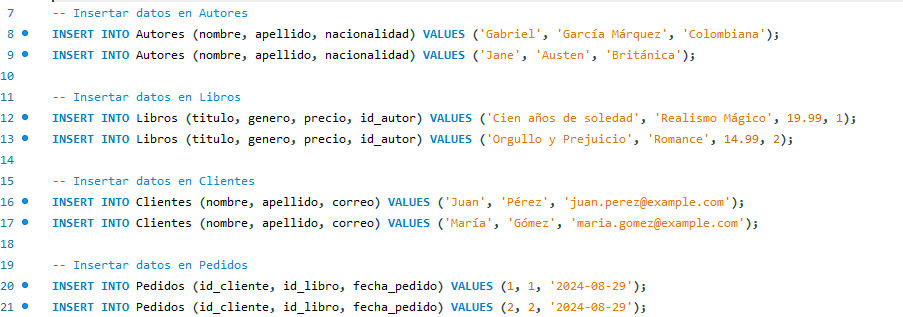 7 -- Insertar datos en Autores
8 INSERT INTO Autores (nombre, apellido, nacionalidad) VALUES ('Gabriel', 'García Márquez', 'Colombiana');
9 INSERT INTO Autores (nombre, apellido, nacionalidad) VALUES ('Jane', 'Austen', 'Británica');
10
11 -- Insertar datos en Libros
12 INSERT INTO Libros (titulo, genero, precio, id_autor) VALUES ('Cien años de soledad', 'Realismo Mágico', 19.99, 1);
13 INSERT INTO Libros (titulo, genero, precio, id_autor) VALUES ('Orgullo y Prejuicio', 'Romance', 14.99, 2);
14
15 -- Insertar datos en Clientes
16 INSERT INTO Clientes (nombre, apellido, correo) VALUES ('Juan', 'Pérez', 'juan.perez@example.com');
17 INSERT INTO Clientes (nombre, apellido, correo) VALUES ('María', 'Gómez', 'maria.gomez@example.com');
18
19 -- Insertar datos en Pedidos
20 INSERT INTO Pedidos (id_cliente, id_libro, fecha_pedido) VALUES (1, 1, '2024-08-29');
21 INSERT INTO Pedidos (id_cliente, id_libro, fecha_pedido) VALUES (2, 2, '2024-08-29');